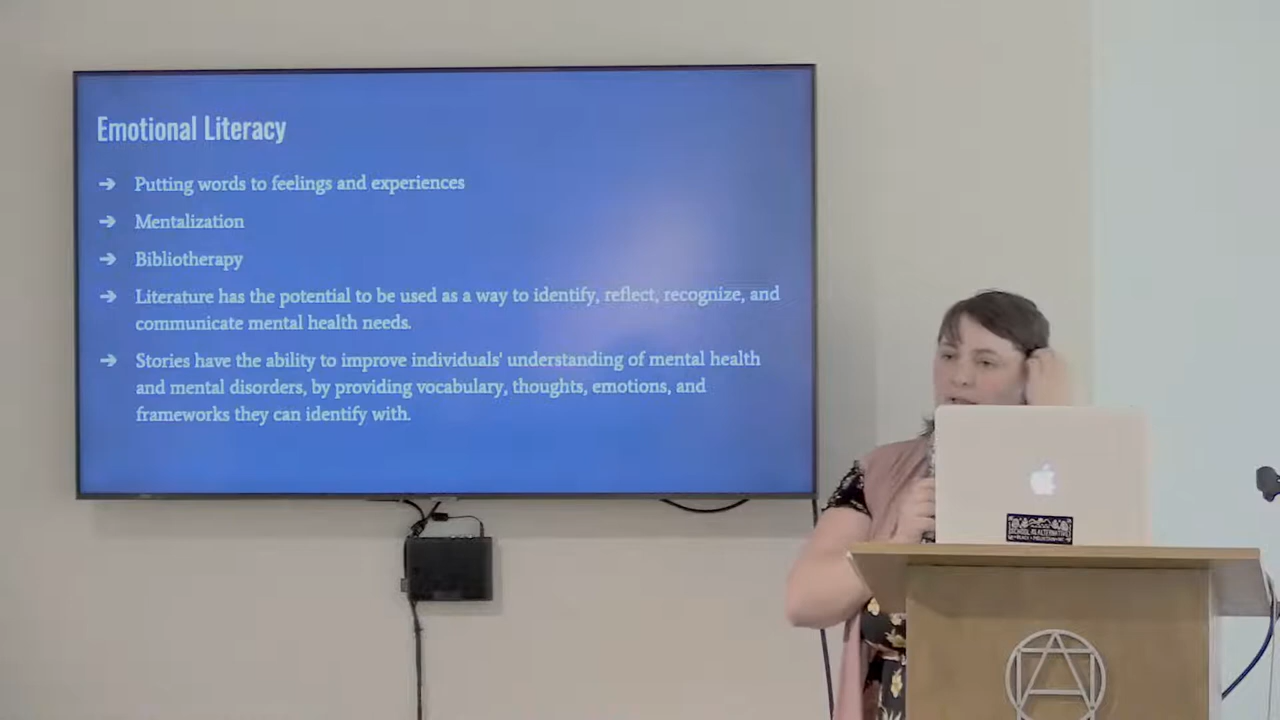 Emotional Literacy
➔ Putting words to feelings and experiences
➔ Mentalization
➔ Bibliotherapy
➔ Literature has the potential to be used as a way to identify, reflect, recognize, and
communicate mental health needs.
➔ Stories have the ability to improve individuals' understanding of mental health
and mental disorders, by providing vocabulary, thoughts, emotions, and
frameworks they can identify with.
SCHOOL ALTERNATIVE